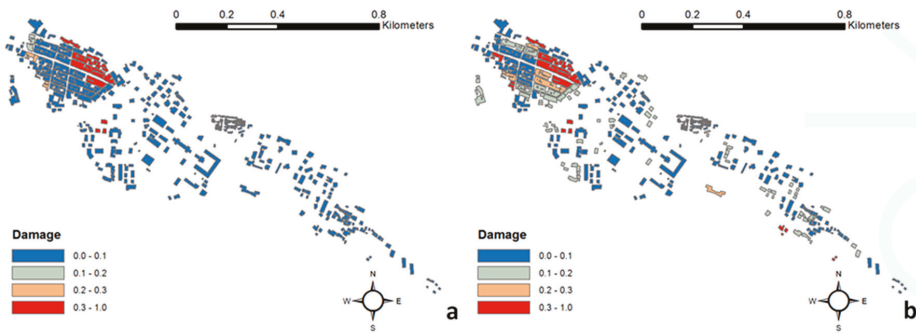 0 0.2 0.4 0.8
Kilometers
Damage
0.0 - 0.1
0.1 - 0.2
0.2 - 0.3
0.3 - 1.0
N
W E
S
a
0 0.2 0.4 0.8
Kilometers
Damage
0.0 - 0.1
0.1 - 0.2
0.2 - 0.3
0.3 - 1.0
N
W E
S
b